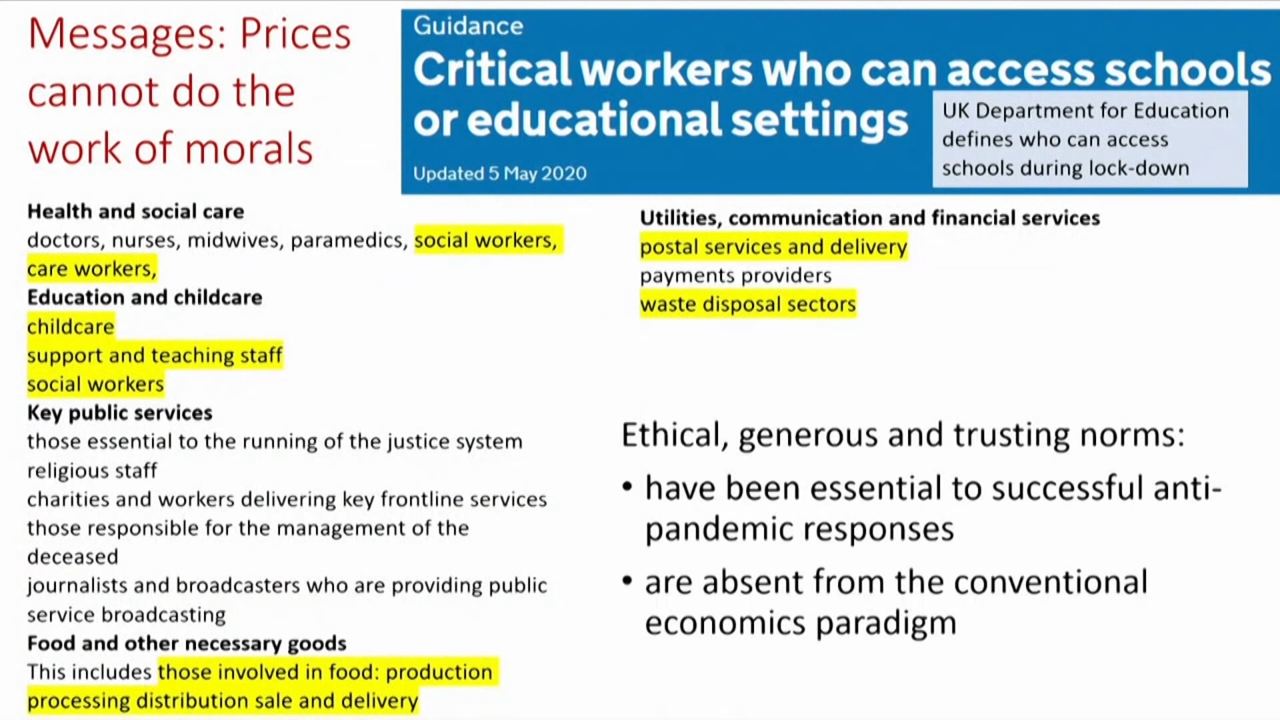 Messages: Prices
cannot do the
work of morals
Guidance
Critical workers who can access schools
or educational settings
Updated 5 May 2020
UK Department for Education
defines who can access
schools during lock-down
Health and social care
doctors, nurses, midwives, paramedics, social workers,
care workers,
Education and childcare
childcare
support and teaching staff
social workers
Key public services
those essential to the running of the justice system
religious staff
charities and workers delivering key frontline services
those responsible for the management of the
deceased
journalists and broadcasters who are providing public
service broadcasting
Food and other necessary goods
This includes those involved in food: production
processing distribution sale and delivery
Utilities, communication and financial services
postal services and delivery
payments providers
waste disposal sectors
Ethical, generous and trusting norms:
• have been essential to successful anti-
pandemic responses
• are absent from the conventional
economics paradigm